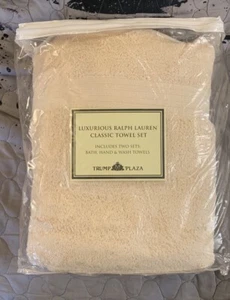 LUXURIOUS RALPH LAUREN
CLASSIC TOWEL SET
INCLUDES TWO SETS
BATH, HAND & WASH TOWELS
TRUMP PLAZA